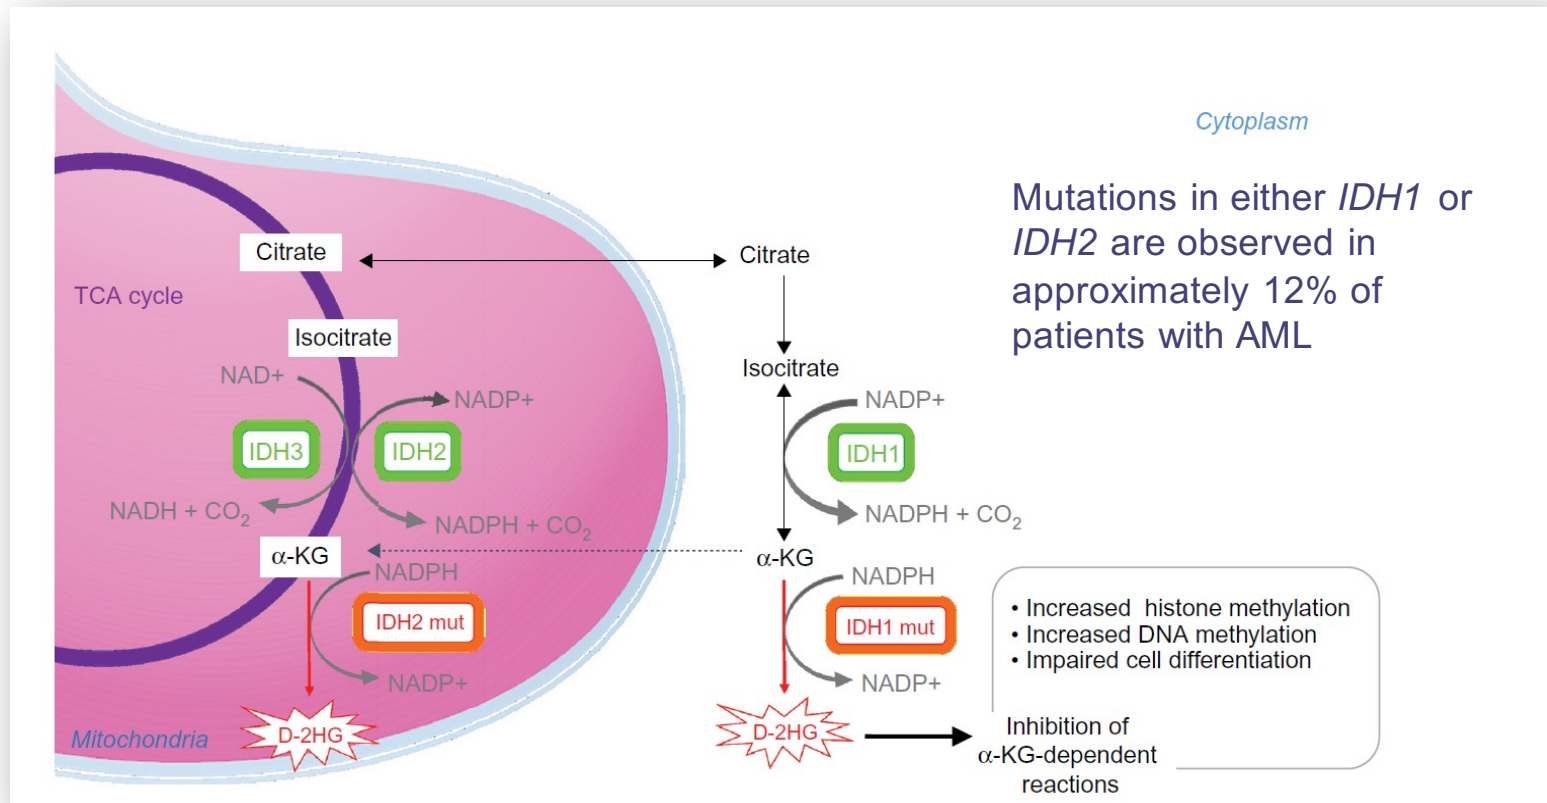 Cytoplasm
Mutations in either IDH1 or
IDH2 are observed in
approximately 12% of
patients with AML
Citrate
Citrate
TCA cycle
Isocitrate
Isocitrate
NAD+
NADP+
NADP+
IDH3
IDH2
IDH1
NADH + CO₂
NADPH + CO₂
NADPH + CO₂
α-KG
α-KG
NADPH
NADPH
IDH2 mut
IDH1 mut
NADP+
NADP+
• Increased histone methylation
• Increased DNA methylation
• Impaired cell differentiation
Mitochondria
D-2HG
D-2HG
Inhibition of
α-KG-dependent
reactions